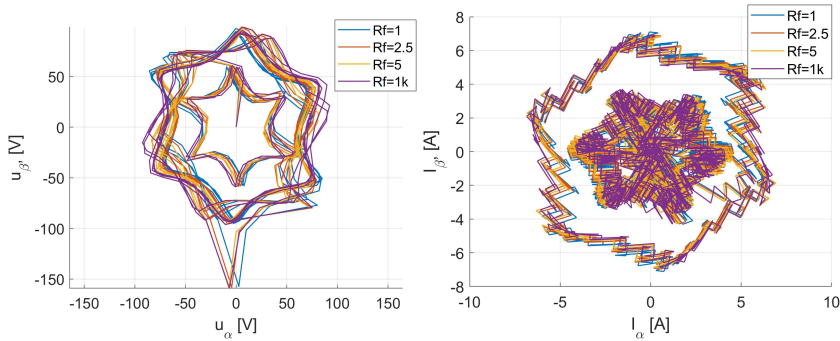 Rf=1
Rf=2.5
Rf=5
Rf=1k
50
0
-50
-100
-150
-150 -100 -50 0 50 100 150
u_β', [V]
u_α [V]
Rf=1
Rf=2.5
Rf=5
Rf=1k
8
6
4
2
0
-2
-4
-6
-8
-10 -5 0 5 10
I_β', [A]
I_α [A]